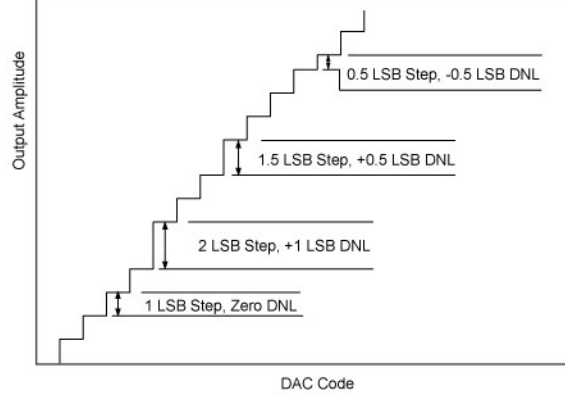 0.5 LSB Step, -0.5 LSB DNL
Output Amplitude
1.5 LSB Step, +0.5 LSB DNL
2 LSB Step, +1 LSB DNL
1 LSB Step, Zero DNL
DAC Code